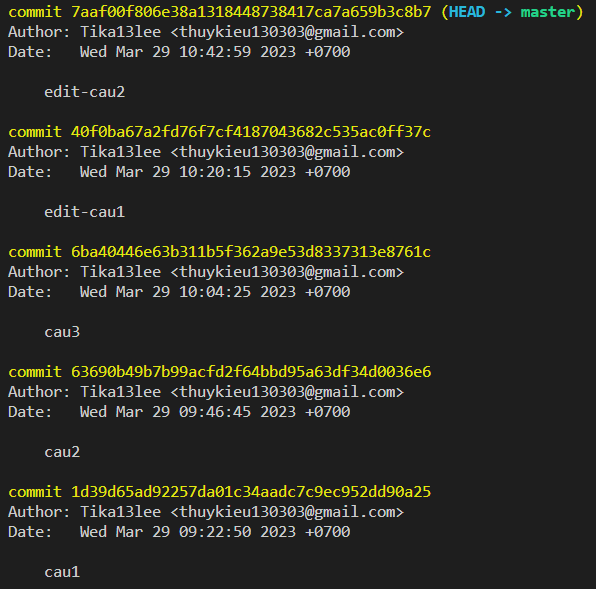 commit 7aaf00f806e38a1318448738417ca7a659b3c8b7 (HEAD -> master)
Author: Tika13lee <thuykieu130303@gmail.com>
Date:   Wed Mar 29 10:42:59 2023 +0700
edit-cau2
commit 40f0ba67a2fd76f7cf4187043682c535ac0ff37c
Author: Tika13lee <thuykieu130303@gmail.com>
Date:   Wed Mar 29 10:20:15 2023 +0700
edit-cau1
commit 6ba40446e63b311b5f362a9e53d8337313e8761c
Author: Tika13lee <thuykieu130303@gmail.com>
Date:   Wed Mar 29 10:04:25 2023 +0700
cau3
commit 63690b49b7b99acfd2f64bbd95a63df34d0036e6
Author: Tika13lee <thuykieu130303@gmail.com>
Date:   Wed Mar 29 09:46:45 2023 +0700
cau2
commit 1d39d65ad92257da01c34aadc7c9ec952dd90a25
Author: Tika13lee <thuykieu130303@gmail.com>
Date:   Wed Mar 29 09:22:50 2023 +0700
cau1